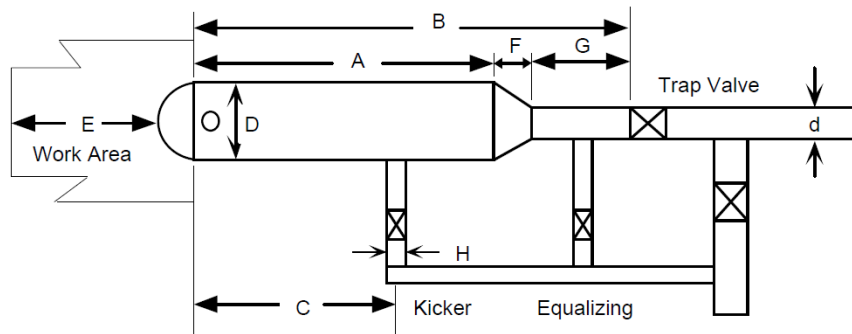 B
A
F
G
Trap Valve
E
D
d
Work Area
H
C
Kicker
Equalizing